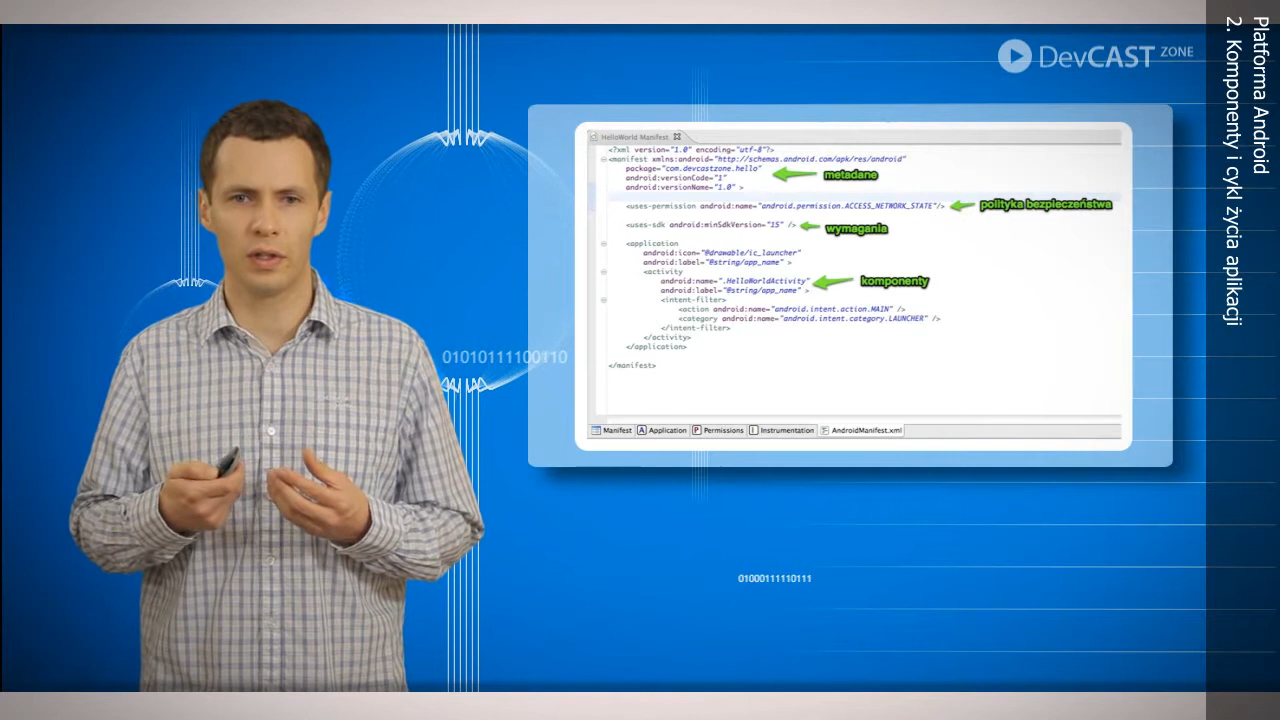 DevCAST ZONE
Platforma Android
2. Komponenty i cykl życia aplikacji
HelloWorld Manifest
<?xml version="1.0" encoding="utf-8"?>
<manifest xmlns:android="http://schemas.android.com/apk/res/android"
package="com.devcastzone.hello"
metadane
android:versionCode="1"
android:versionName="1.0" >
<uses-permission android:name="android.permission.ACCESS_NETWORK_STATE"/>
polityka bezpieczeństwa
<uses-sdk android:minSdkVersion="15" />
wymagania
<application
android:icon="@drawable/ic_launcher"
android:label="@string/app_name" >
<activity
android:name=".HelloWorldActivity"
komponenty
android:label="@string/app_name" >
<intent-filter>
<action android:name="android.intent.action.MAIN" />
<category android:name="android.intent.category.LAUNCHER" />
</intent-filter>
</activity>
</application>
</manifest>
Manifest A Application P Permissions I Instrumentation AndroidManifest.xml
01010111100110
01000111110111